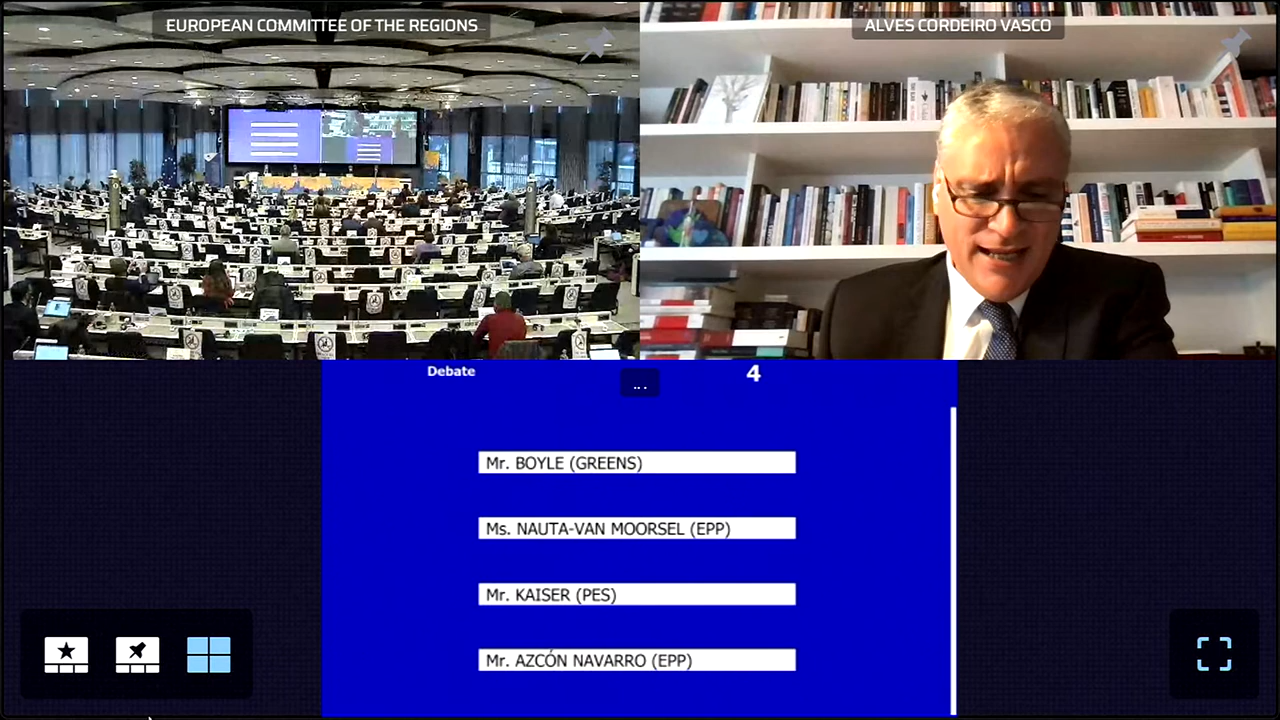 EUROPEAN COMMITTEE OF THE REGIONS
ALVES CORDEIRO VASCO
Debate
4
...
Mr. BOYLE (GREENS)
Ms. NAUTA-VAN MOORSEL (EPP)
Mr. KAISER (PES)
Mr. AZCÓN NAVARRO (EPP)